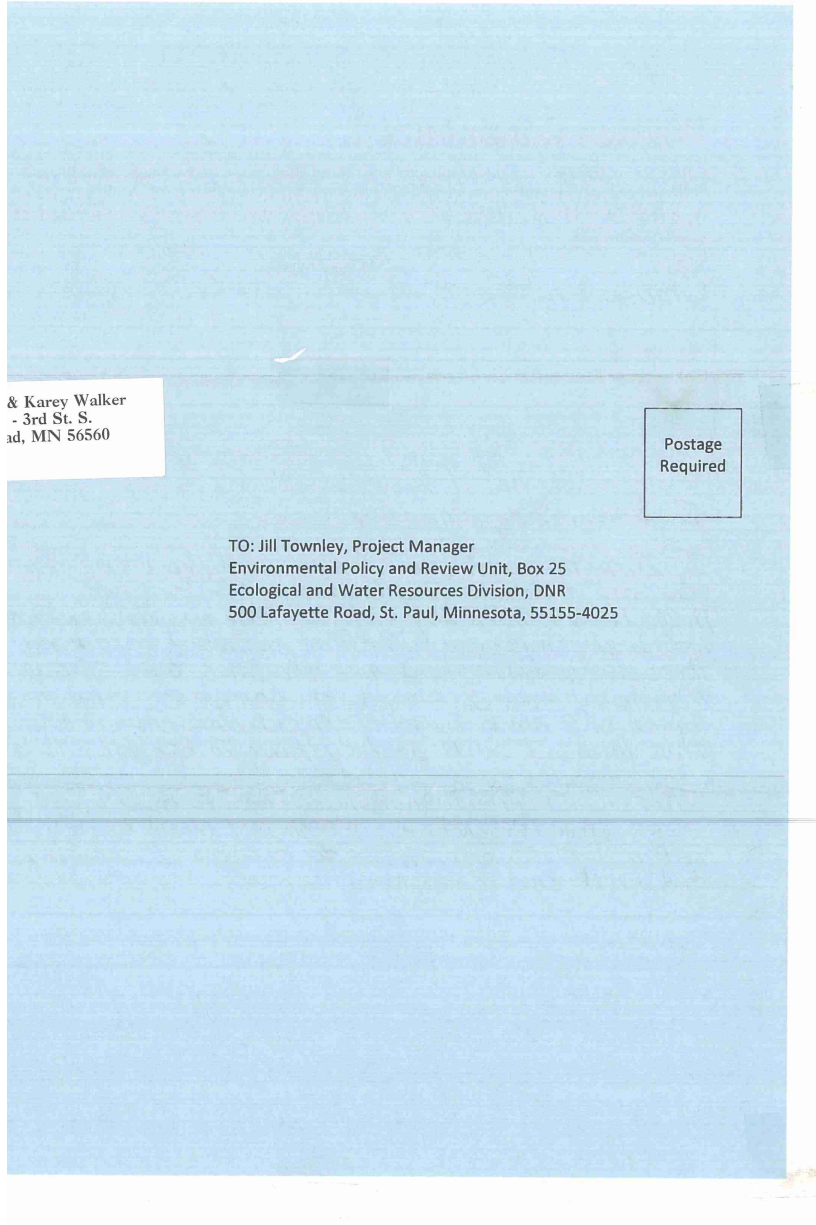 & Karey Walker
- 3rd St. S.
ad, MN 56560
Postage
Required
TO: Jill Townley, Project Manager
Environmental Policy and Review Unit, Box 25
Ecological and Water Resources Division, DNR
500 Lafayette Road, St. Paul, Minnesota, 55155-4025